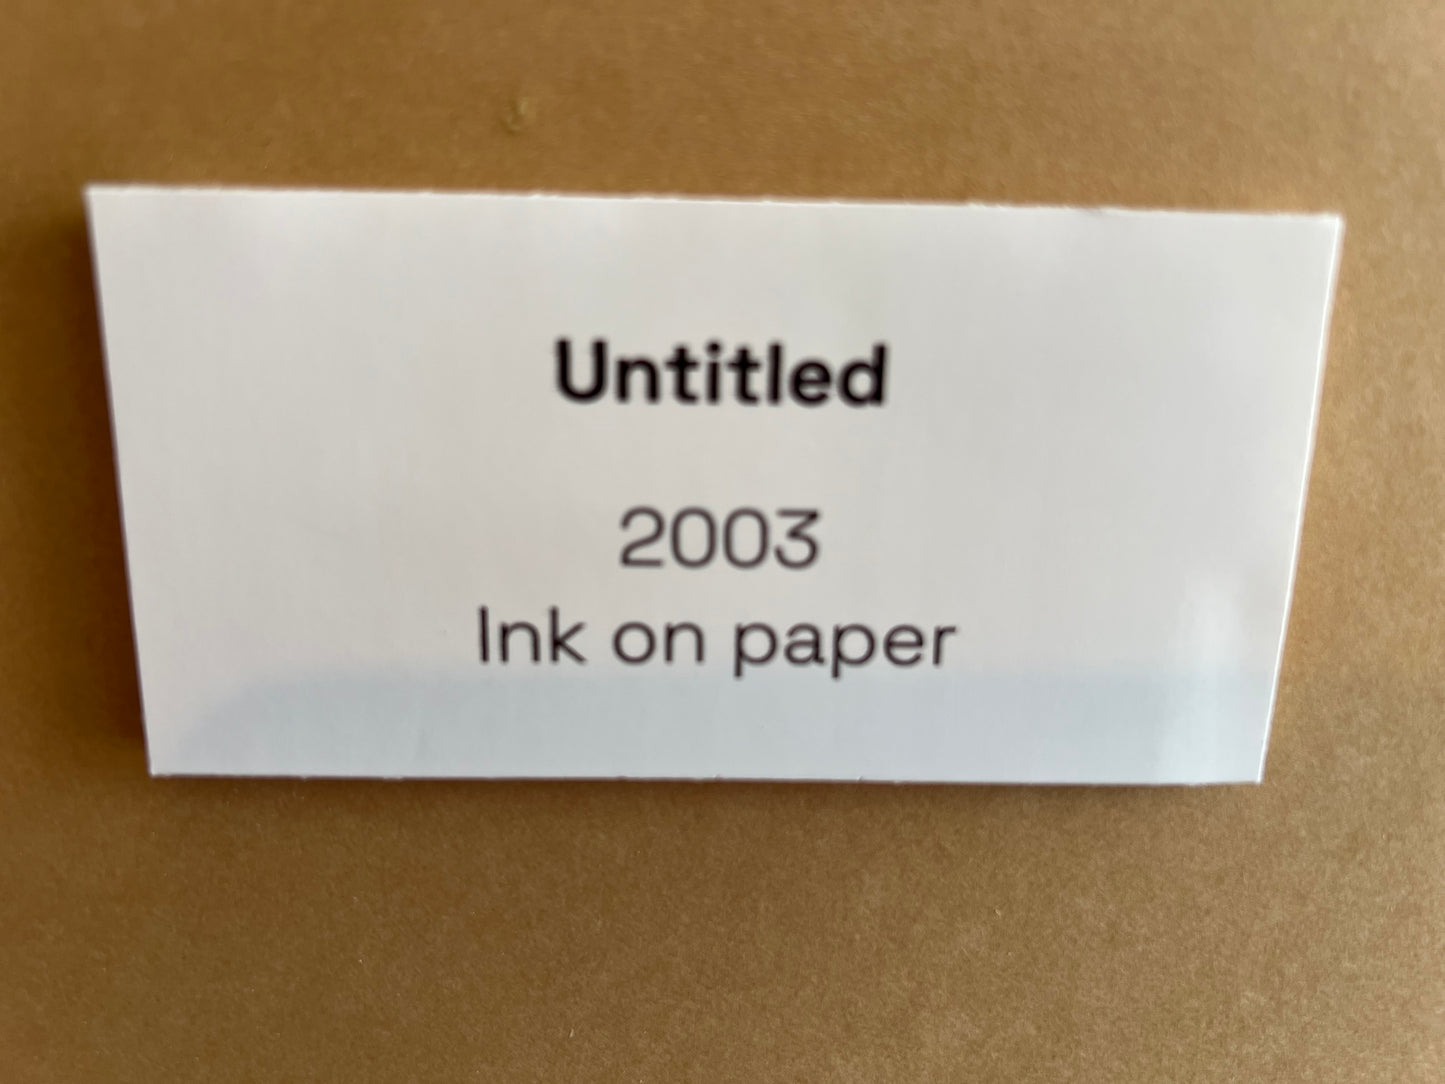 Untitled
2003
Ink on paper